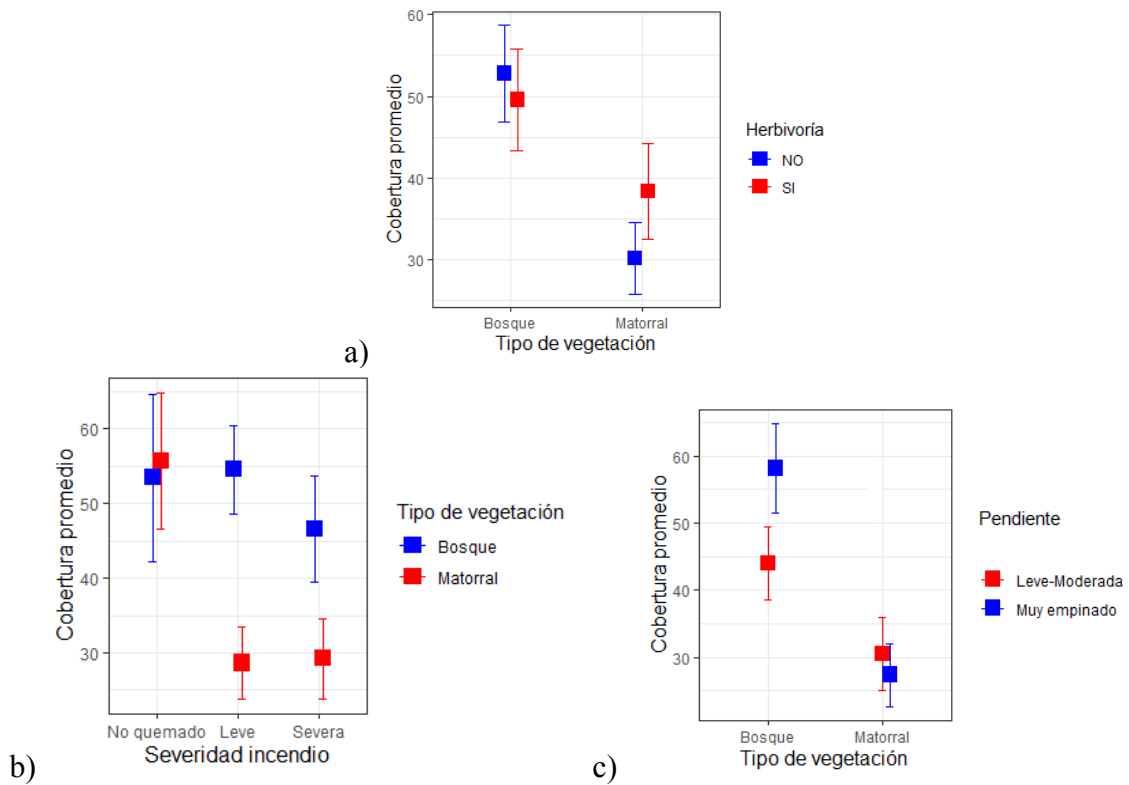 60
50
40
30
Cobertura promedio
Bosque
Matorral
Tipo de vegetación
Herbivoría
NO
SI
a)
60
50
40
30
Cobertura promedio
No quemado
Leve
Severa
Severidad incendio
Tipo de vegetación
Bosque
Matorral
b)
60
50
40
30
Cobertura promedio
Bosque
Matorral
Tipo de vegetación
Pendiente
Leve-Moderada
Muy empinado
c)